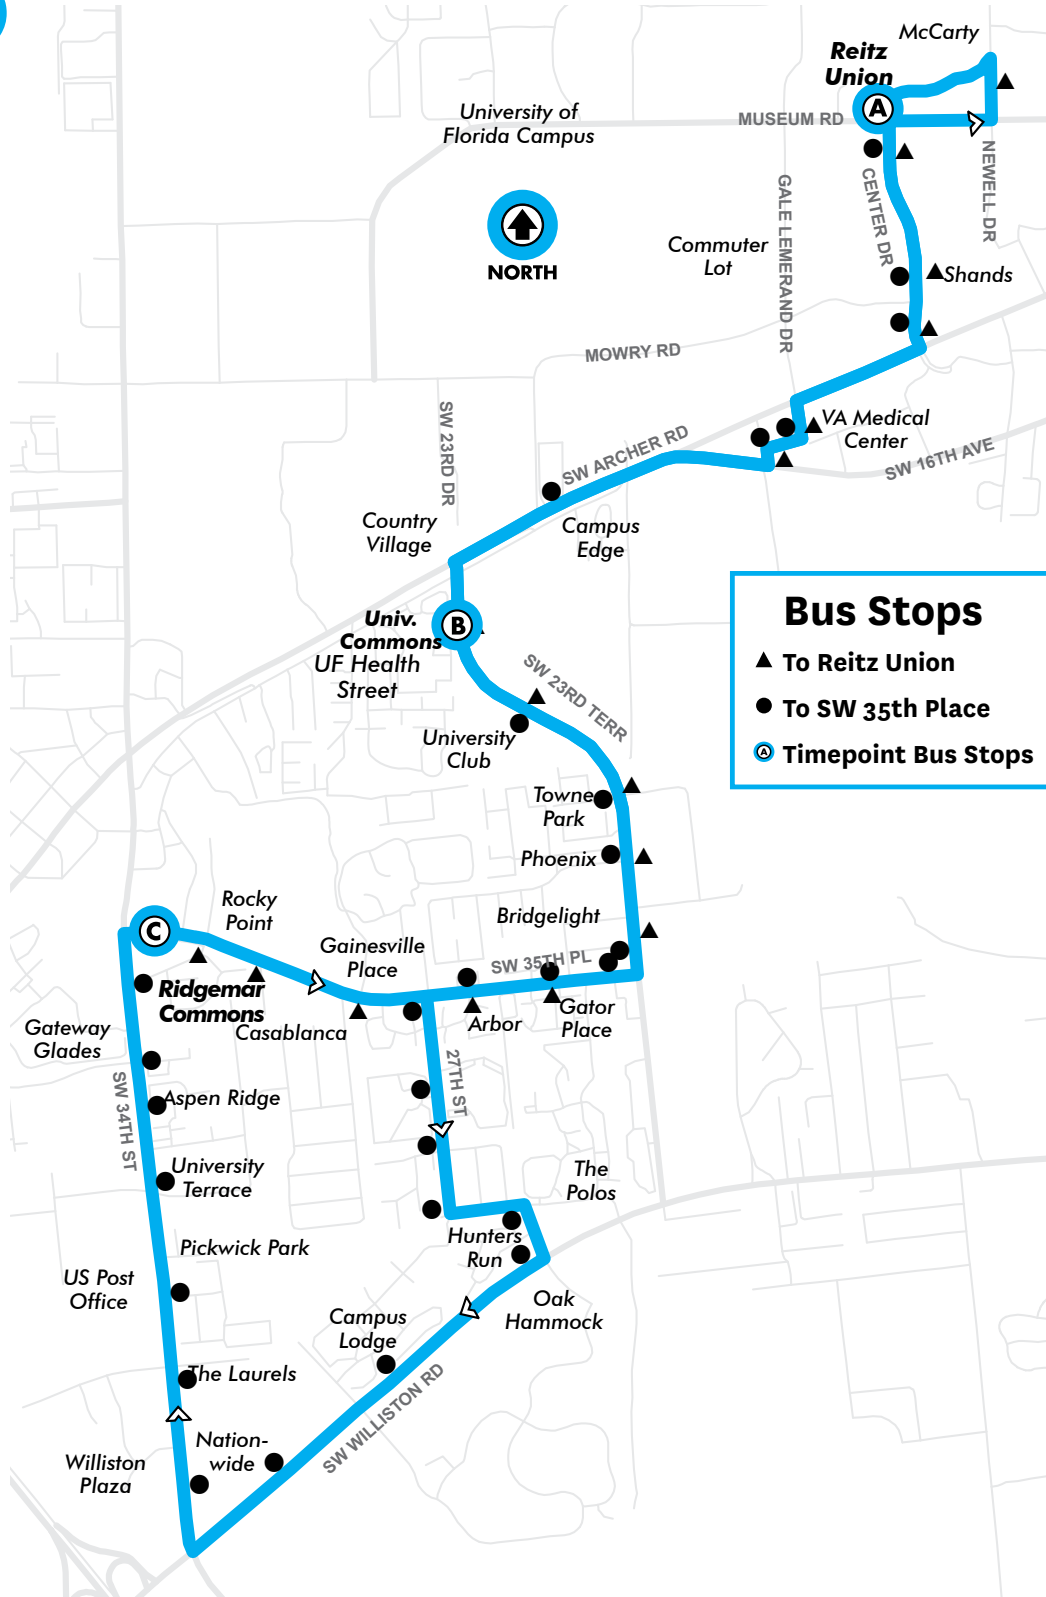 McCarty
Reitz
Union
A
University of
Florida Campus
MUSEUM RD
NEWELL DR
CENTER DR
GALE LEMERAND DR
NORTH
Commuter
Lot
Shands
MOWRY RD
SW 23RD DR
VA Medical
Center
SW ARCHER RD
SW 16TH AVE
Country
Village
Campus
Edge
Univ.
Commons
B
UF Health
Street
Bus Stops
To Reitz Union
To SW 35th Place
A
Timepoint Bus Stops
SW 23RD TERR
University
Club
Towne
Park
Phoenix
Rocky
Point
Bridgelight
C
Gainesville
Place
SW 35TH PL
Ridgemar
Commons
Casablanca
Arbor
Gator
Place
Gateway
Glades
27TH ST
SW 34TH ST
Aspen Ridge
University
Terrace
The
Polos
Pickwick Park
Hunters
Run
US Post
Office
Oak
Hammock
Campus
Lodge
The Laurels
SW WILLISTON RD
Nation-
wide
Williston
Plaza